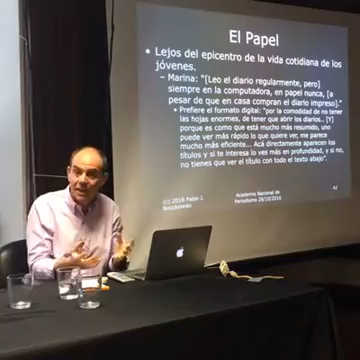 El Papel
• Lejos del epicentro de la vida cotidiana de los
jóvenes.
– Marina: "[Leo el diario regularmente, pero]
siempre en la computadora, en papel nunca, [a
pesar de que en casa compran el diario impreso]."
• Prefiere el formato digital: "por la comodidad de no tener
las hojas enormes, de tener que abrir los diarios... [Y]
porque es como que está mucho más resumido, uno
puede ver más rápido lo que quiere ver, me parece
mucho más eficiente... Acá directamente aparecen los
títulos y si te interesa lo ves más en profundidad, y si no,
no tienes que ver el título con todo el texto abajo".
(c) 2016 Pablo J.
Boczkowski
Academia Nacional de
Periodismo 28/10/2016
42